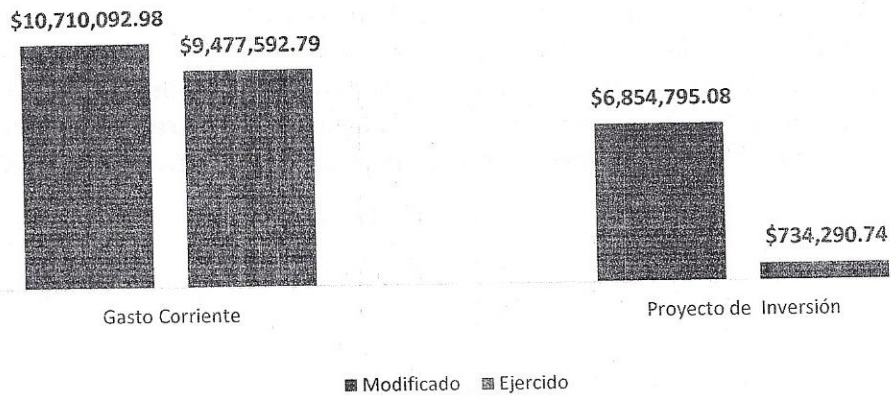 $10,710,092.98
$9,477,592.79
$6,854,795.08
$734,290.74
Gasto Corriente
Proyecto de Inversión
Modificado Ejercido